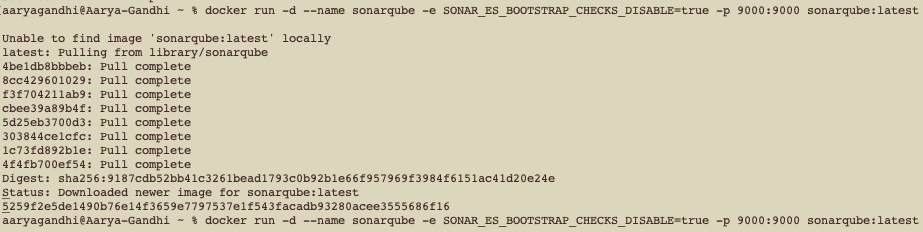 [aaryagandhi@Aarya-Gandhi ~ % docker run -d --name sonarqube -e SONAR_ES_BOOTSTRAP_CHECKS_DISABLE=true -p 9000:9000 sonarqube:latest
Unable to find image 'sonarqube:latest' locally
latest: Pulling from library/sonarqube
4be1db8bbbeb: Pull complete
8cc429601029: Pull complete
f3f704211ab9: Pull complete
cbee39a89b4f: Pull complete
5d25eb3700d3: Pull complete
303844ce1cfc: Pull complete
1c73fd892b1e: Pull complete
4f4fb700ef54: Pull complete
Digest: sha256:9187cdb52bb41c3261bead1793c0b92b1e66f957969f3984f6151ac41d20e24e
Status: Downloaded newer image for sonarqube:latest
5259f2e5de1490b76e14f3659e7797537e1f543facadb93280acee3555686f16
aaryagandhi@Aarya-Gandhi ~ % docker run -d --name sonarqube -e SONAR_ES_BOOTSTRAP_CHECKS_DISABLE=true -p 9000:9000 sonarqube:latest